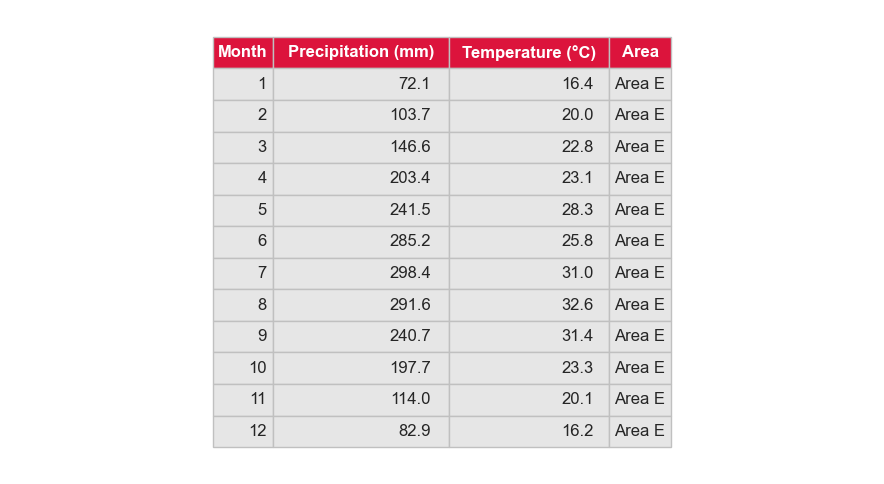 Month Precipitation (mm) Temperature (°C) Area
1 72.1 16.4 Area E
2 103.7 20.0 Area E
3 146.6 22.8 Area E
4 203.4 23.1 Area E
5 241.5 28.3 Area E
6 285.2 25.8 Area E
7 298.4 31.0 Area E
8 291.6 32.6 Area E
9 240.7 31.4 Area E
10 197.7 23.3 Area E
11 114.0 20.1 Area E
12 82.9 16.2 Area E